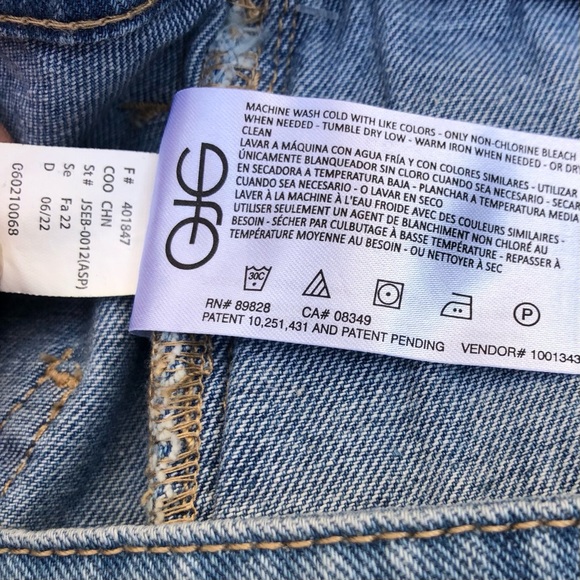 F# 401847
COO CHN
St# JSEB-0012(ASP)
Se Fa 22
D 06/22
G60210068
MACHINE WASH COLD WITH LIKE COLORS - ONLY NON-CHLORINE BLEACH
WHEN NEEDED - TUMBLE DRY LOW - WARM IRON WHEN NEEDED - OR DRY
CLEAN
LAVAR A MÁQUINA CON AGUA FRÍA Y CON COLORES SIMILARES - UTILIZAR
ÚNICAMENTE BLANQUEADOR SIN CLORO CUANDO SEA NECESARIO - SECAR
EN SECADORA A TEMPERATURA BAJA - PLANCHAR A TEMPERATURA MEDIA
CUANDO SEA NECESARIO - O LAVAR EN SECO
LAVER À LA MACHINE À L'EAU FROIDE AVEC DES COULEURS SIMILAIRES -
UTILISER SEULEMENT UN AGENT DE BLANCHIMENT NON CHLORÉ AU
BESOIN - SÉCHER PAR CULBUTAGE À BASSE TEMPÉRATURE - REPASSER À
TEMPÉRATURE MOYENNE AU BESOIN - OU NETTOYER À SEC
30C
P
RN# 89828 CA# 08349
PATENT 10,251,431 AND PATENT PENDING VENDOR# 1001343